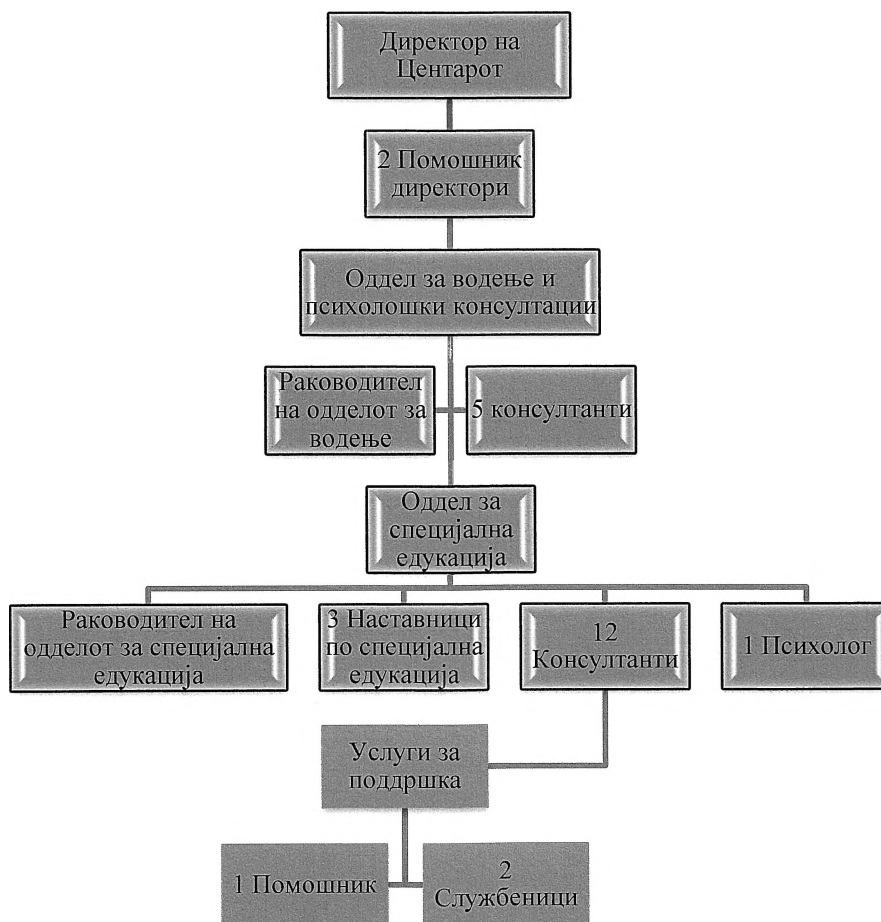 Директор на
Центарот
2 Помошник
директори
Оддел за водење и
психолошки консултации
Раководител
на одделот за
водење
5 консултанти
Оддел за
специјална
едукација
Раководител на
одделот за специјална
едукација
3 Наставници
по специјална
едукација
12
Консултанти
1 Психолог
Услуги за
поддршка
1 Помошник
2
Службеници